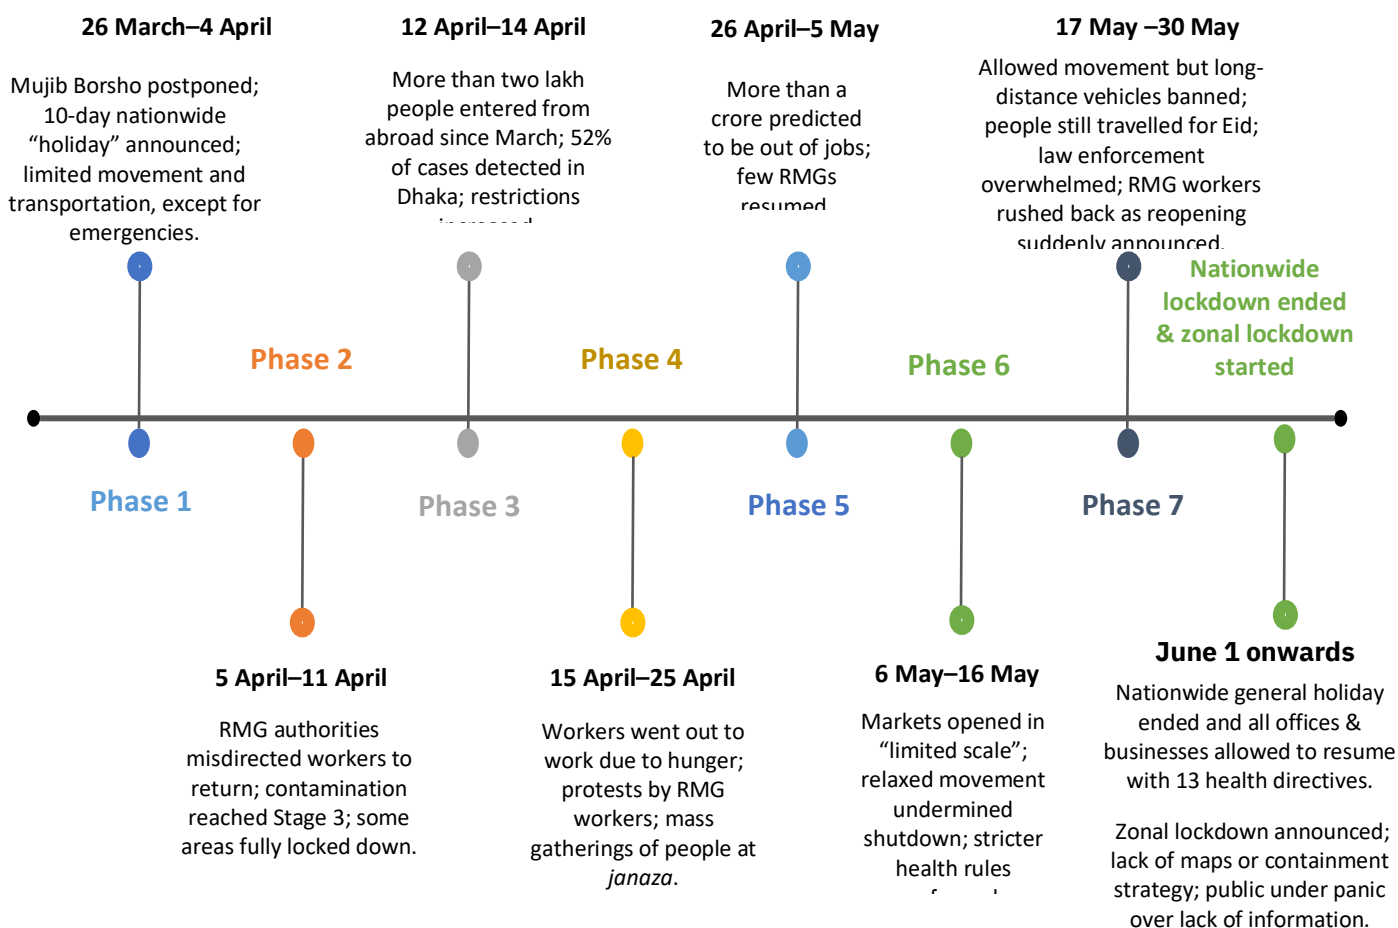 26 March–4 April
Mujib Borsho postponed;
10-day nationwide
“holiday” announced;
limited movement and
transportation, except for
emergencies.
12 April–14 April
More than two lakh
people entered from
abroad since March; 52%
of cases detected in
Dhaka; restrictions
increased
26 April–5 May
More than a
crore predicted
to be out of jobs;
few RMGs
resumed
17 May –30 May
Allowed movement but long-
distance vehicles banned;
people still travelled for Eid;
law enforcement
overwhelmed; RMG workers
rushed back as reopening
suddenly announced.
Nationwide
lockdown ended
& zonal lockdown
started
Phase 2
Phase 4
Phase 6
Phase 1
Phase 3
Phase 5
Phase 7
5 April–11 April
RMG authorities
misdirected workers to
return; contamination
reached Stage 3; some
areas fully locked down.
15 April–25 April
Workers went out to
work due to hunger;
protests by RMG
workers; mass
gatherings of people at
janaza.
6 May–16 May
Markets opened in
“limited scale”;
relaxed movement
undermined
shutdown; stricter
health rules
June 1 onwards
Nationwide general holiday
ended and all offices &
businesses allowed to resume
with 13 health directives.
Zonal lockdown announced;
lack of maps or containment
strategy; public under panic
over lack of information.